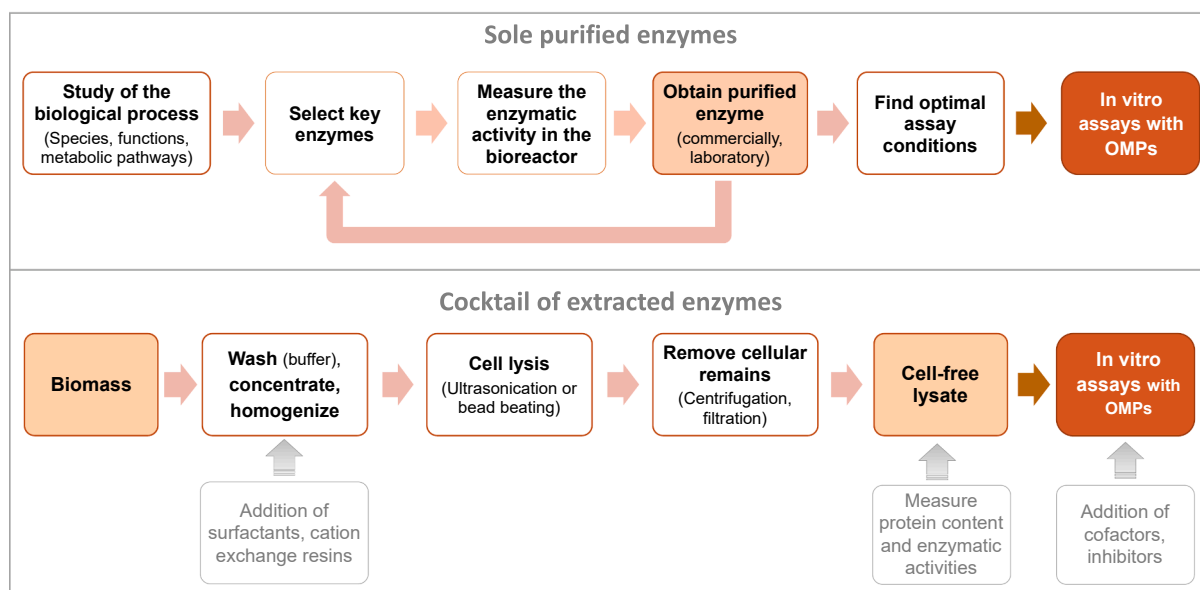 Sole purified enzymes
Study of the
biological process
(Species, functions,
metabolic pathways)
Select key
enzymes
Measure the
enzymatic
activity in the
bioreactor
Obtain purified
enzyme
(commercially,
laboratory)
Find optimal
assay
conditions
In vitro
assays with
OMPs
Cocktail of extracted enzymes
Biomass
Wash (buffer),
concentrate,
homogenize
Cell lysis
(Ultrasonication or
bead beating)
Remove cellular
remains
(Centrifugation,
filtration)
Cell-free
lysate
In vitro
assays with
OMPs
Addition of
surfactants, cation
exchange resins
Measure
protein content
and enzymatic
activities
Addition of
cofactors,
inhibitors